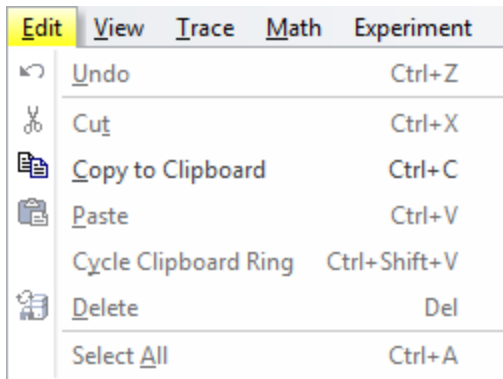 Edit View Trace Math Experiment
Undo Ctrl+Z
Cut Ctrl+X
Copy to Clipboard Ctrl+C
Paste Ctrl+V
Cycle Clipboard Ring Ctrl+Shift+V
Delete Del
Select All Ctrl+A